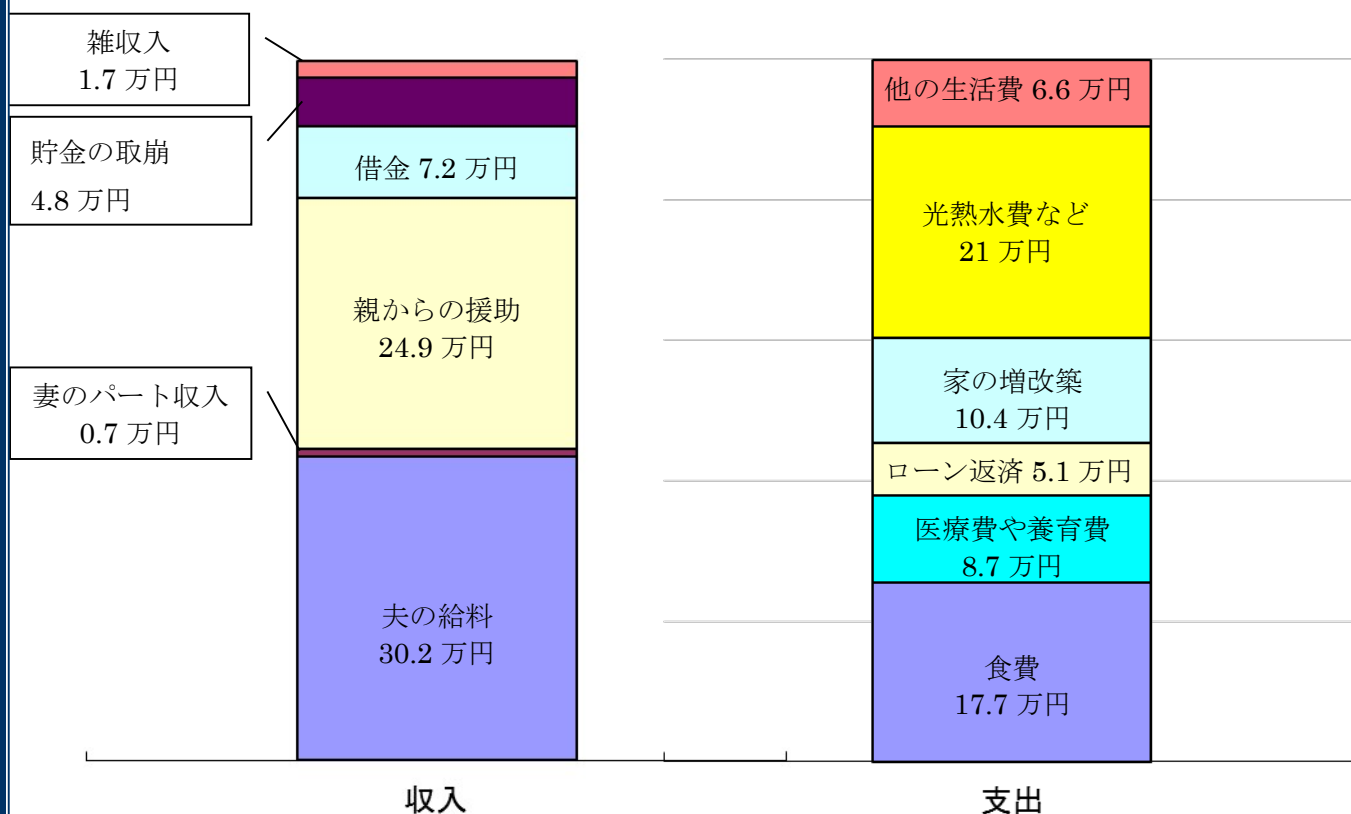 雑収入
1.7 万円
貯金の取崩
4.8 万円
借金 7.2 万円
親からの援助
24.9 万円
妻のパート収入
0.7 万円
夫の給料
30.2 万円
収入
他の生活費 6.6 万円
光熱水費など
21 万円
家の増改築
10.4 万円
ローン返済 5.1 万円
医療費や養育費
8.7 万円
食費
17.7 万円
支出